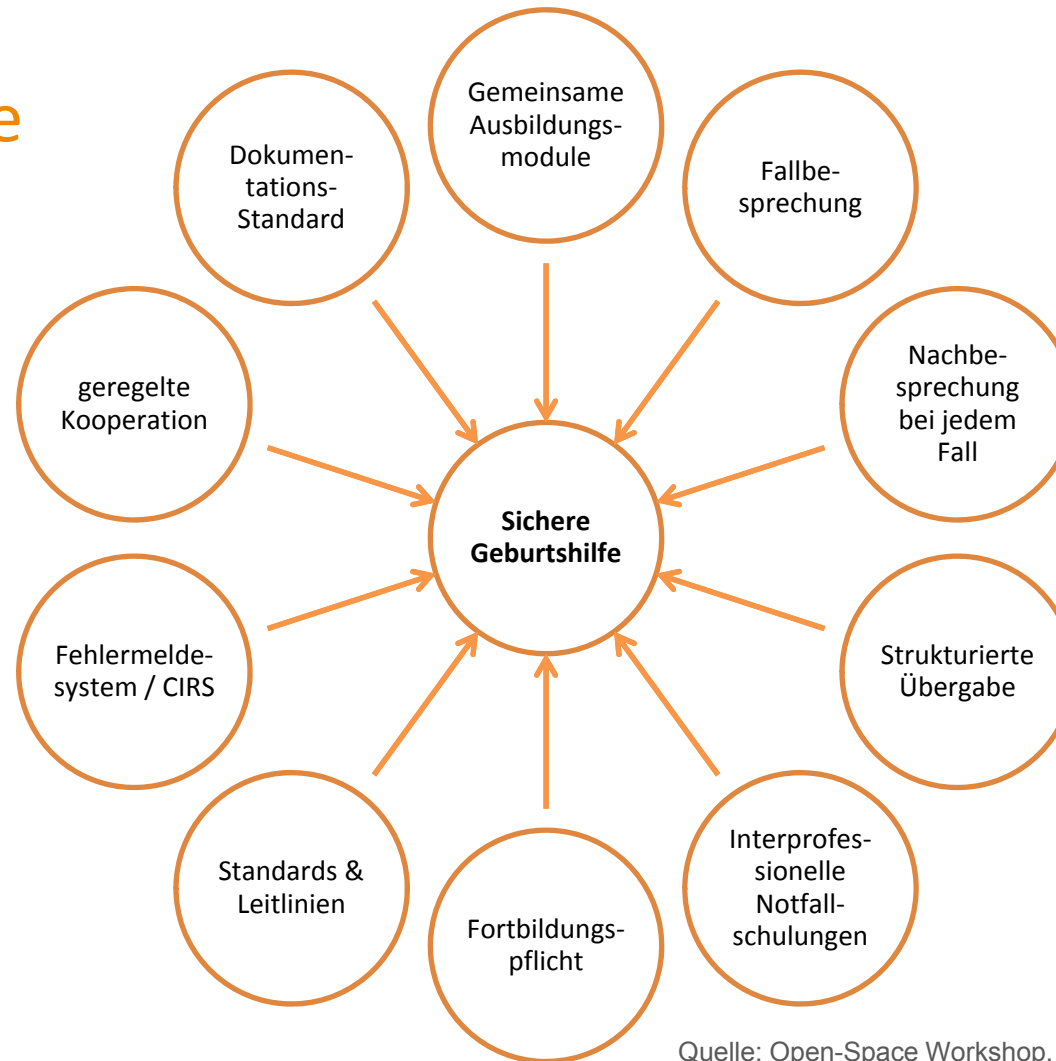 e
Gemeinsame
Ausbildungs-
module
Dokumen-
tations-
Standard
Fallbe-
sprechung
geregelte
Kooperation
Nachbe-
sprechung
bei jedem
Fall
Sichere
Geburtshilfe
Fehlermelde-
system / CIRS
Strukturierte
Übergabe
Standards &
Leitlinien
Fortbildungs-
pflicht
Interprofes-
sionelle
Notfall-
schulungen
Quelle: Open-Space Workshop,